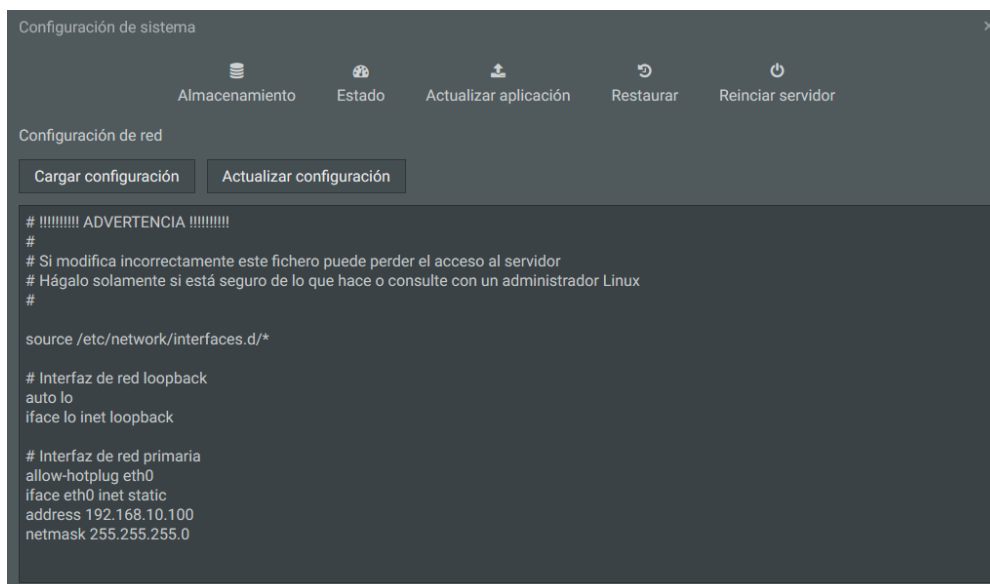 Configuración de sistema
Almacenamiento
Estado
Actualizar aplicación
Restaurar
Reinciar servidor
Configuración de red
Cargar configuración
Actualizar configuración
# !!!!!!!!!! ADVERTENCIA !!!!!!!!!!
#
# Si modifica incorrectamente este fichero puede perder el acceso al servidor
# Hágalo solamente si está seguro de lo que hace o consulte con un administrador Linux
#
source /etc/network/interfaces.d/*
# Interfaz de red loopback
auto lo
iface lo inet loopback
# Interfaz de red primaria
allow-hotplug eth0
iface eth0 inet static
address 192.168.10.100
netmask 255.255.255.0